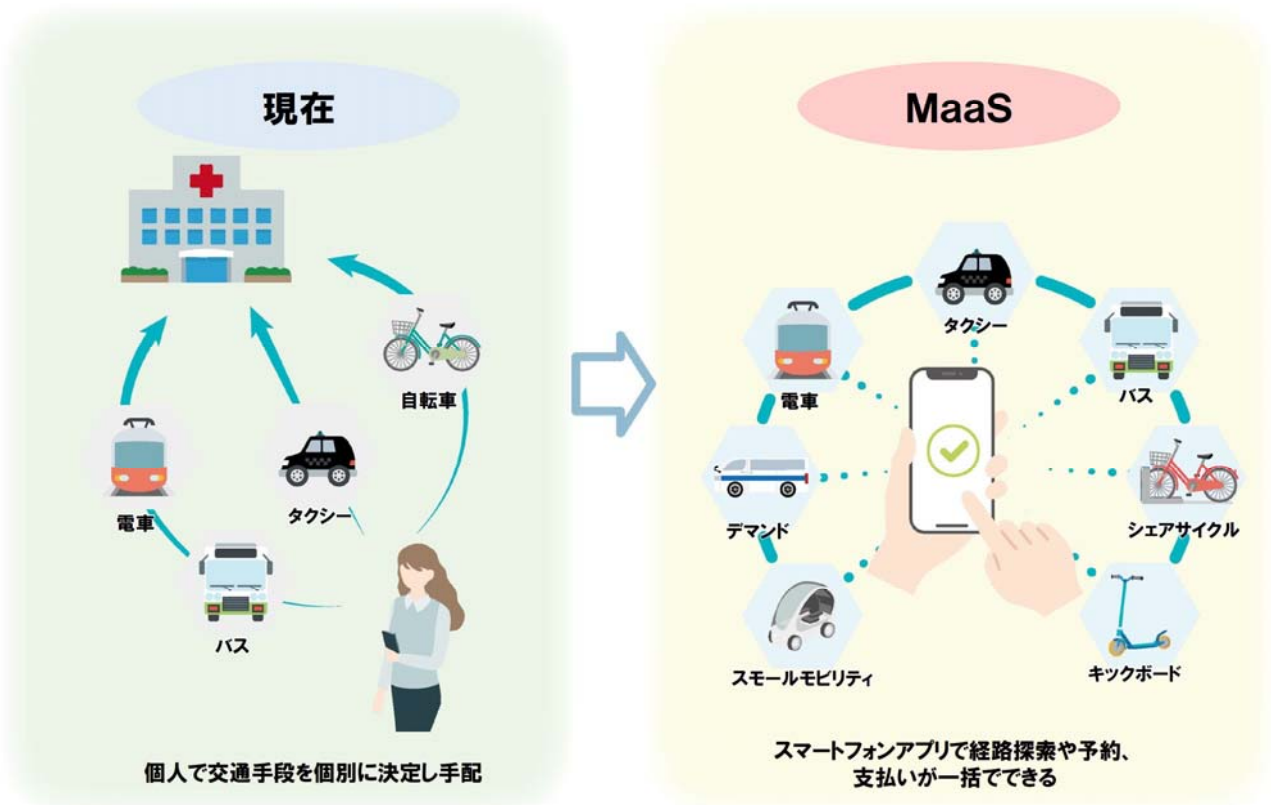 現在
自転車
電車
タクシー
バス
個人で交通手段を個別に決定し手配
MaaS
タクシー
電車
バス
デマンド
シェアサイクル
スモールモビリティ
キックボード
スマートフォンアプリで経路探索や予約、
支払いが一括でできる